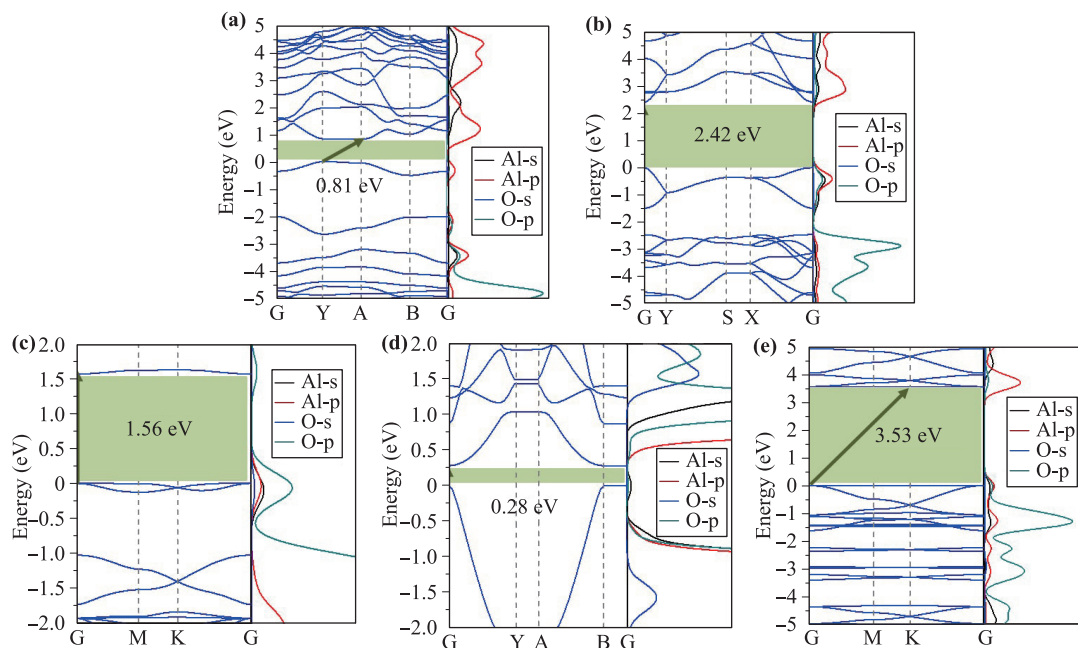 (a)
5
4
3
2
1
0
-1
-2
-3
-4
-5
Energy (eV)
0.81 eV
G Y A B G
Al-s
Al-p
O-s
O-p
(b)
5
4
3
2
1
0
-1
-2
-3
-4
-5
Energy (eV)
2.42 eV
G Y S X G
Al-s
Al-p
O-s
O-p
(c)
2.0
1.5
1.0
0.5
0
-0.5
-1.0
-1.5
-2.0
Energy (eV)
1.56 eV
G M K G
Al-s
Al-p
O-s
O-p
(d)
2.0
1.5
1.0
0.5
0
-0.5
-1.0
-1.5
-2.0
Energy (eV)
0.28 eV
G Y A B G
Al-s
Al-p
O-s
O-p
(e)
5
4
3
2
1
0
-1
-2
-3
-4
-5
Energy (eV)
3.53 eV
G M K G
Al-s
Al-p
O-s
O-p